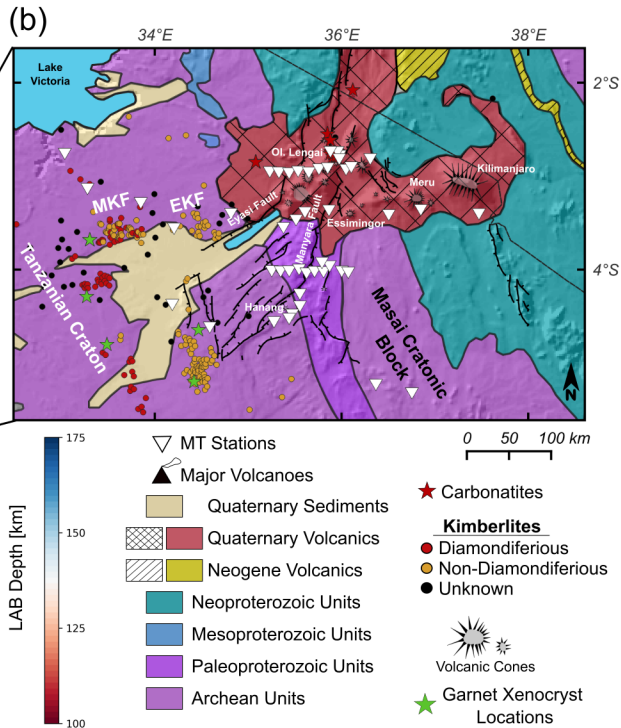 (b)
34°E
36°E
38°E
Lake
Victoria
2°S
Ol. Lengai
Kilimanjaro
Meru
MKF
EKF
Eyasi Fault
Essimingor
Manyara Fault
4°S
Tanzanian Craton
Hanang
Masai Cratonic
Block
N
0 50 100 km
175
150
125
100
LAB Depth [km]
MT Stations
Major Volcanoes
Quaternary Sediments
Quaternary Volcanics
Neogene Volcanics
Neoproterozoic Units
Mesoproterozoic Units
Paleoproterozoic Units
Archean Units
Carbonatites
Kimberlites
Diamondiferious
Non-Diamondiferious
Unknown
Volcanic Cones
Garnet Xenocryst
Locations